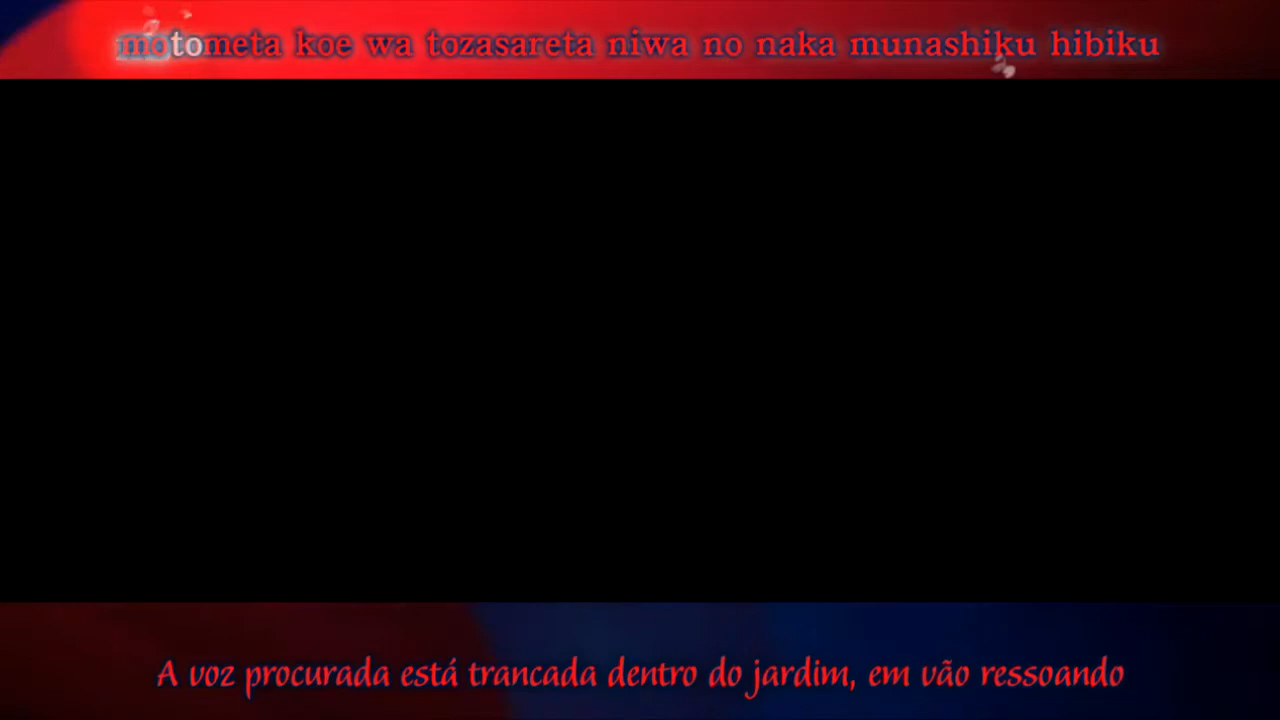 motometa koe wa tozasareta niwa no naka munashiku hibiku
A voz procurada está trancada dentro do jardim, em vão ressoando